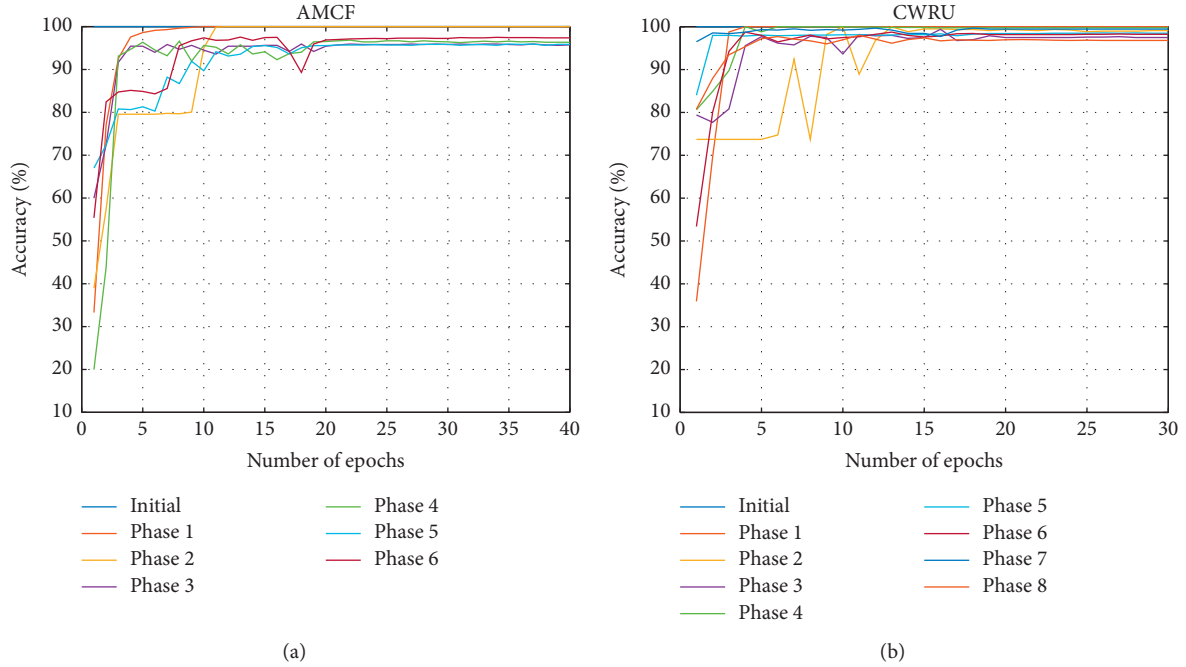 AMCF
100
90
80
70
60
50
40
30
20
10
Accuracy (%)
0 5 10 15 20 25 30 35 40
Number of epochs
Initial
Phase 1
Phase 2
Phase 3
Phase 4
Phase 5
Phase 6
(a)
CWRU
100
90
80
70
60
50
40
30
20
10
Accuracy (%)
0 5 10 15 20 25 30
Number of epochs
Initial
Phase 1
Phase 2
Phase 3
Phase 4
Phase 5
Phase 6
Phase 7
Phase 8
(b)